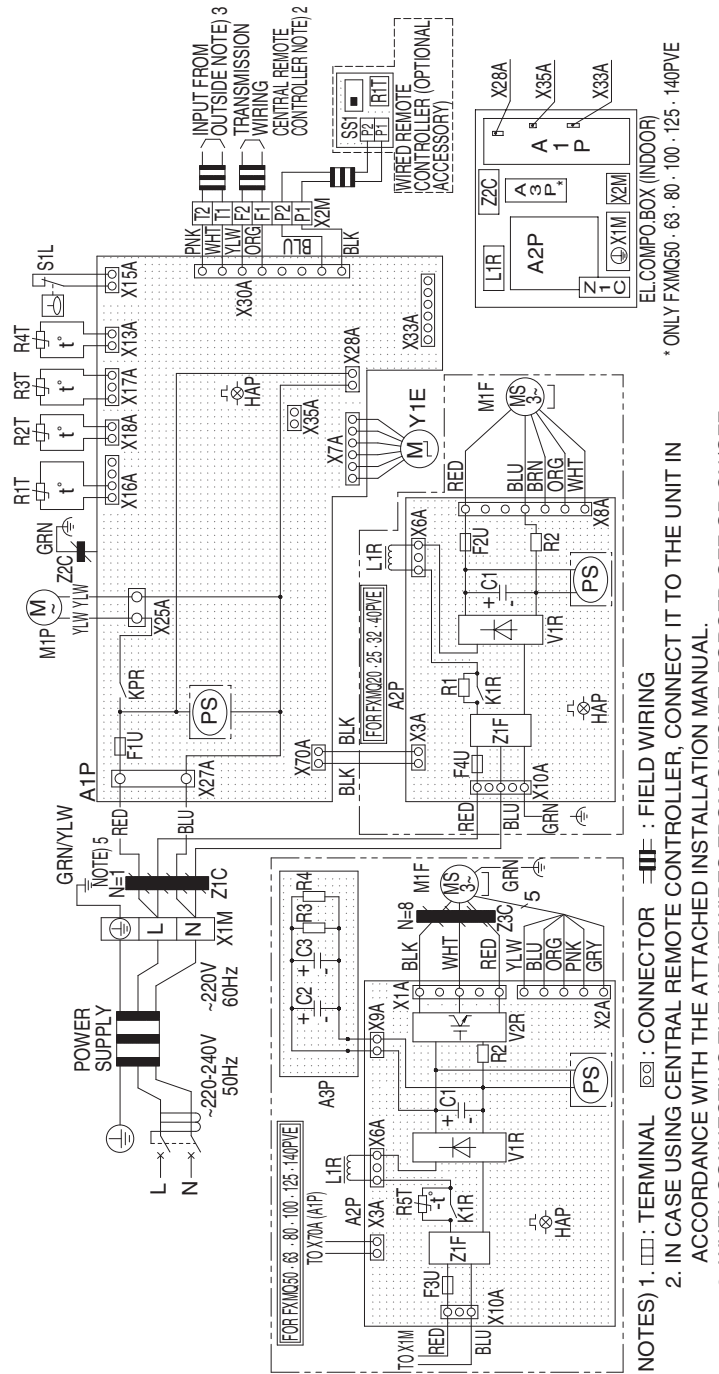 POWER
SUPPLY
L
N
~220-240V
50Hz
~220V
60Hz
L
N
X1M
GRN/YLW
NOTE) 5
N=1
Z1C
RED
BLU
A1P
X27A
F1U
KPR
PS
M1P
M
~
YLW YLW
X25A
Z2C
GRN
R1T
R2T
R3T
R4T
S1L
t°
t°
t°
t°
X16A
X18A
X17A
X13A
X15A
HAP
X35A
X28A
X33A
X7A
M
Y1E
X70A
BLK
BLK
X30A
PNK
WHT
YLW
ORG
BLU
BLK
T2
T1
F2
F1
P2
P1
X2M
INPUT FROM
OUTSIDE NOTE) 3
TRANSMISSION
WIRING
CENTRAL REMOTE
CONTROLLER NOTE) 2
SS1
P2
P1
R1T
WIRED REMOTE
CONTROLLER (OPTIONAL
ACCESSORY)
FOR FXMQ50 · 63 · 80 · 100 · 125 · 140PVE
TO X70A (A1P)
A2P
X3A
L1R
X6A
X9A
A3P
+ C2 -
+ C3 -
R3
R4
TO X1M
RED
BLU
X10A
F3U
Z1F
R5T
-t°
K1R
V1R
+ C1 -
R2
V2R
PS
HAP
X1A
BLK
WHT
RED
N=8
Z3C
M1F
MS
3~
GRN
5
X2A
YLW
BLU
ORG
PNK
GRY
FOR FXMQ20 · 25 · 32 · 40PVE
A2P
X3A
L1R
X6A
RED
BLU
GRN
X10A
F4U
Z1F
R1
K1R
V1R
+ C1 -
F2U
R2
PS
HAP
X8A
RED
BLU
BRN
ORG
WHT
M1F
MS
3~
L1R
Z2C
A2P
A3P*
A1P
X28A
X35A
X33A
Z1C
X1M
X2M
EL.COMPO.BOX (INDOOR)
* ONLY FXMQ50 · 63 · 80 · 100 · 125 · 140PVE
NOTES) 1. : TERMINAL : CONNECTOR : FIELD WIRING
2. IN CASE USING CENTRAL REMOTE CONTROLLER, CONNECT IT TO THE UNIT IN
ACCORDANCE WITH THE ATTACHED INSTALLATION MANUAL.